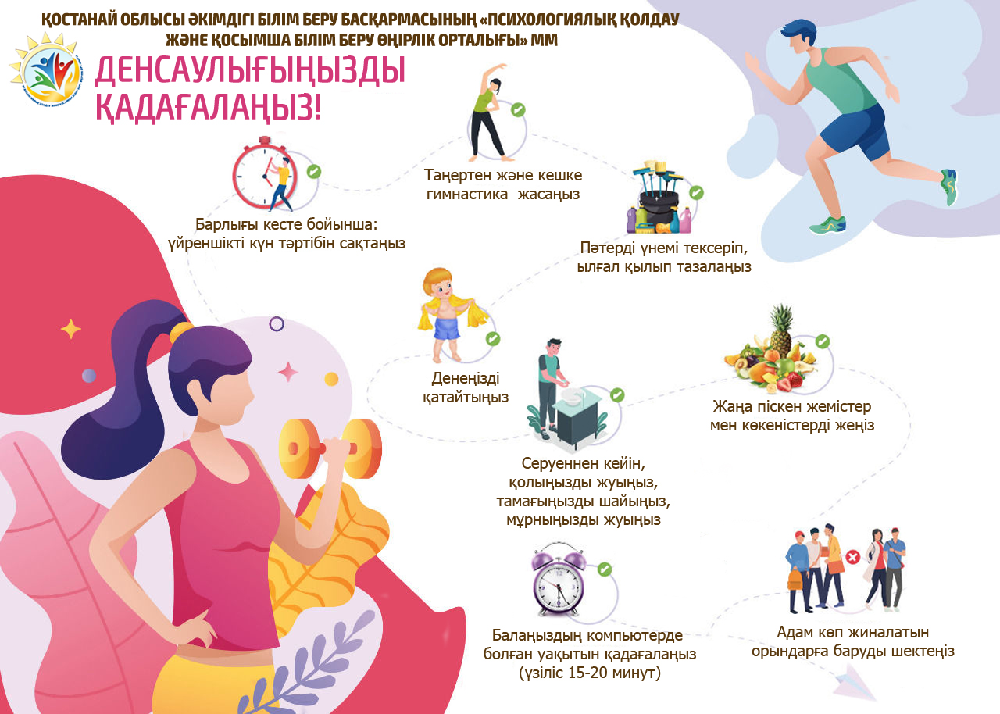 ҚОСТАНАЙ ОБЛЫСЫ ӘКІМДІГІ БІЛІМ БЕРУ БАСҚАРМАСЫНЫҢ «ПСИХОЛОГИЯЛЫҚ ҚОЛДАУ
ЖӘНЕ ҚОСЫМША БІЛІМ БЕРУ ӨҢІРЛІК ОРТАЛЫҒЫ» ММ
ДЕНСАУЛЫҒЫҢЫЗДЫ
ҚАДАҒАЛАҢЫЗ!
Таңертен және кешке
гимнастика жасаңыз
Барлығы кесте бойынша:
үйреншікті күн тәртібін сақтаңыз
Пәтерді үнемі тексеріп,
ылғал қылып тазалаңыз
Денеңізді
қатайтыңыз
Жаңа піскен жемістер
мен көкеністерді жеңіз
Серуеннен кейін,
қолыңызды жуыңыз,
тамағыңызды шайыңыз,
мұрныңызды жуыңыз
Балаңыздың компьютерде
болған уақытын қадағалаңыз
(үзіліс 15-20 минут)
Адам көп жиналатын
орындарға баруды шектеңіз